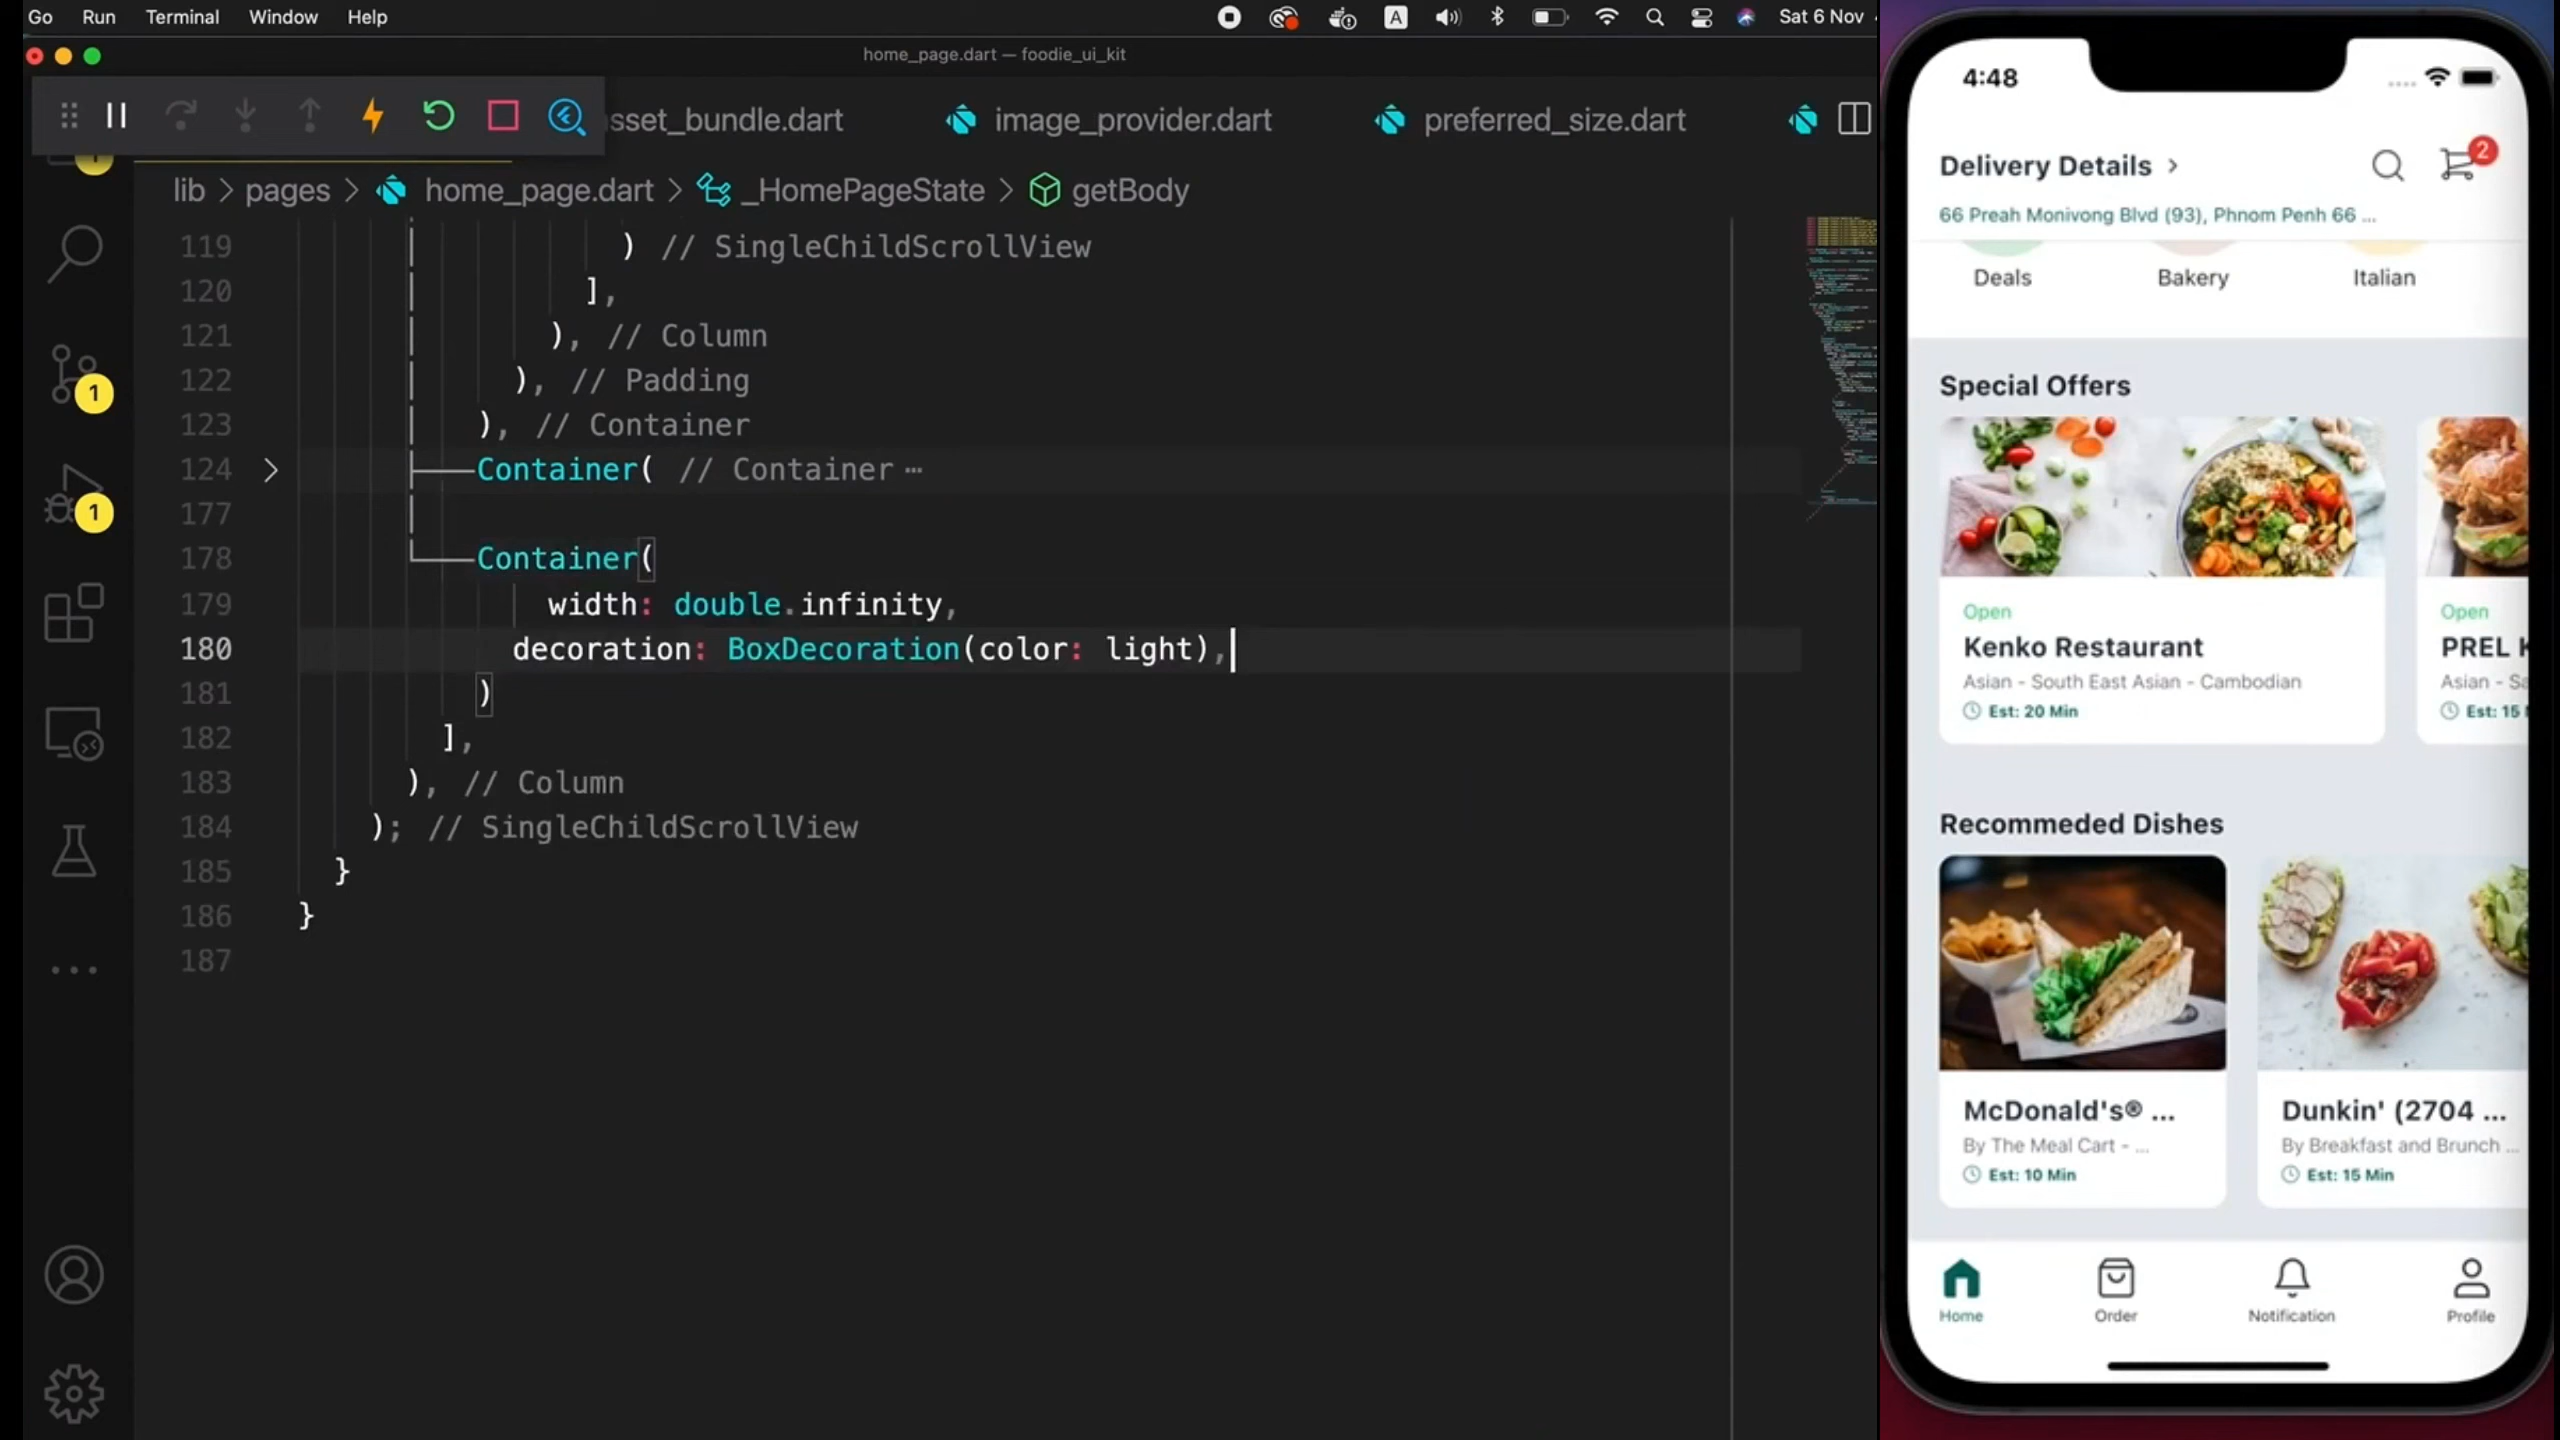 Go Run Terminal Window Help
A
Sat 6 Nov
home_page.dart — foodie_ui_kit
sset_bundle.dart image_provider.dart preferred_size.dart
lib > pages > home_page.dart > _HomePageState > getBody
119 ) // SingleChildScrollView
120 ],
121 ), // Column
122 ), // Padding
123 ), // Container
124 Container( // Container ⋯
177
178 Container(
179 width: double.infinity,
180 decoration: BoxDecoration(color: light),
181 )
182 ],
183 ), // Column
184 ); // SingleChildScrollView
185 }
186 }
187
1
1
4:48
Delivery Details >
2
66 Preah Monivong Blvd (93), Phnom Penh 66 ...
Deals Bakery Italian
Special Offers
Open Open
Kenko Restaurant PREL
Asian - South East Asian - Cambodian Asian -
Est: 20 Min Est: 15
Recommeded Dishes
McDonald's® ... Dunkin' (2704 ...
By The Meal Cart - ... By Breakfast and Brunch ...
Est: 10 Min Est: 15 Min
Home Order Notification Profile